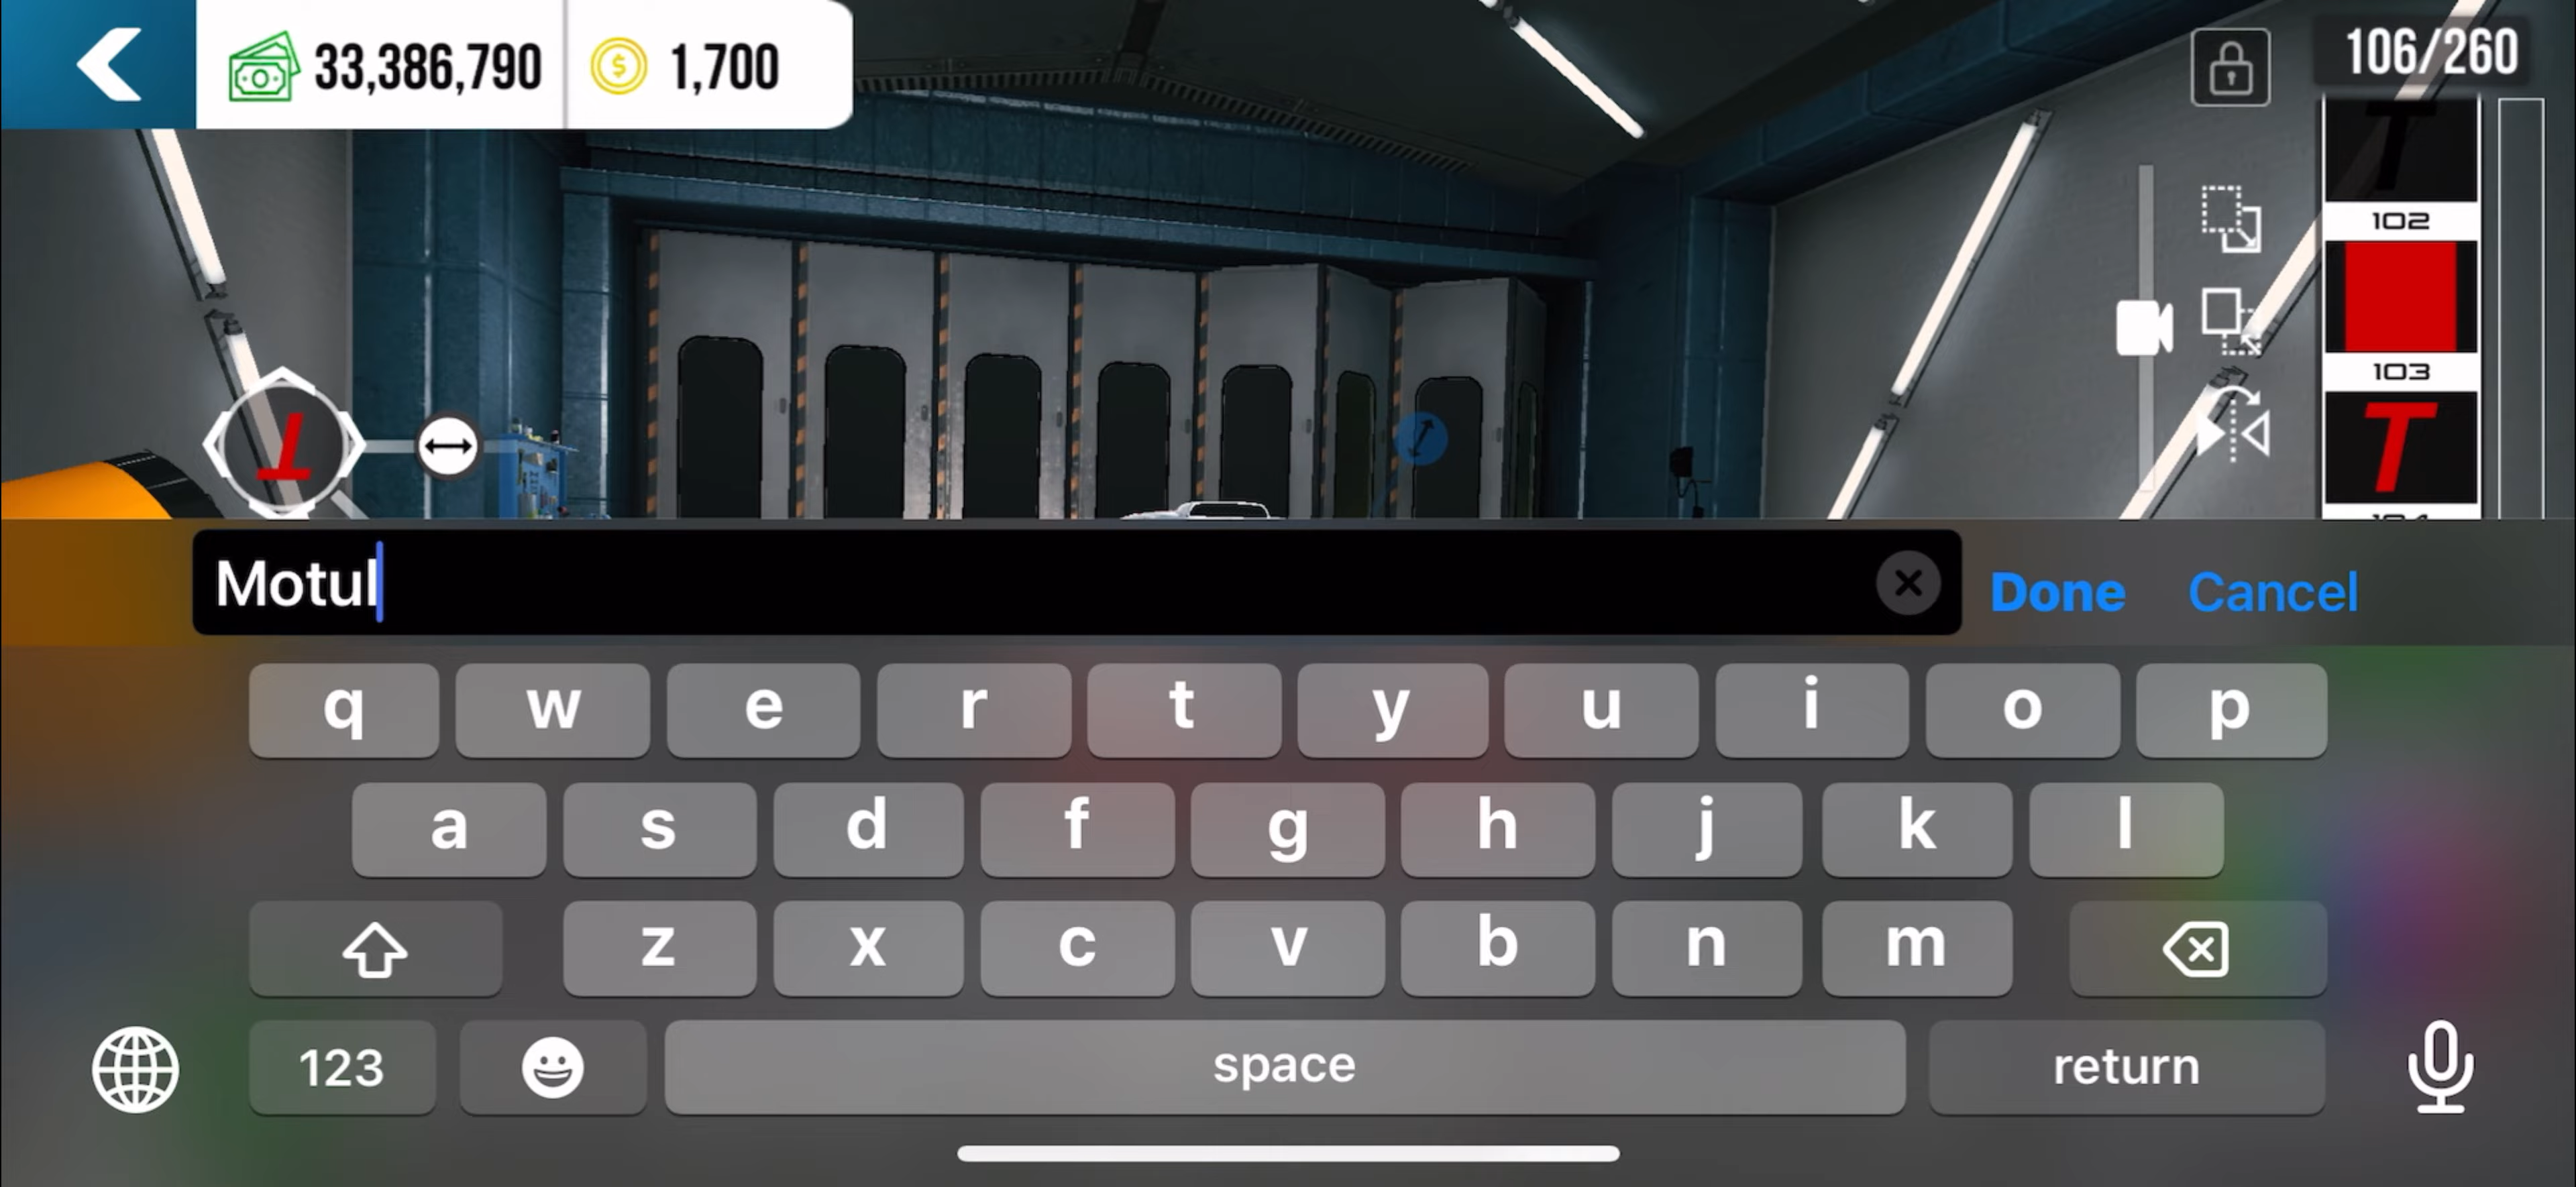 33,386,790
1,700
106/260
T
102
103
T
T
Motul
Done
Cancel
q w e r t y u i o p
a s d f g h j k l
z x c v b n m
123
space
return